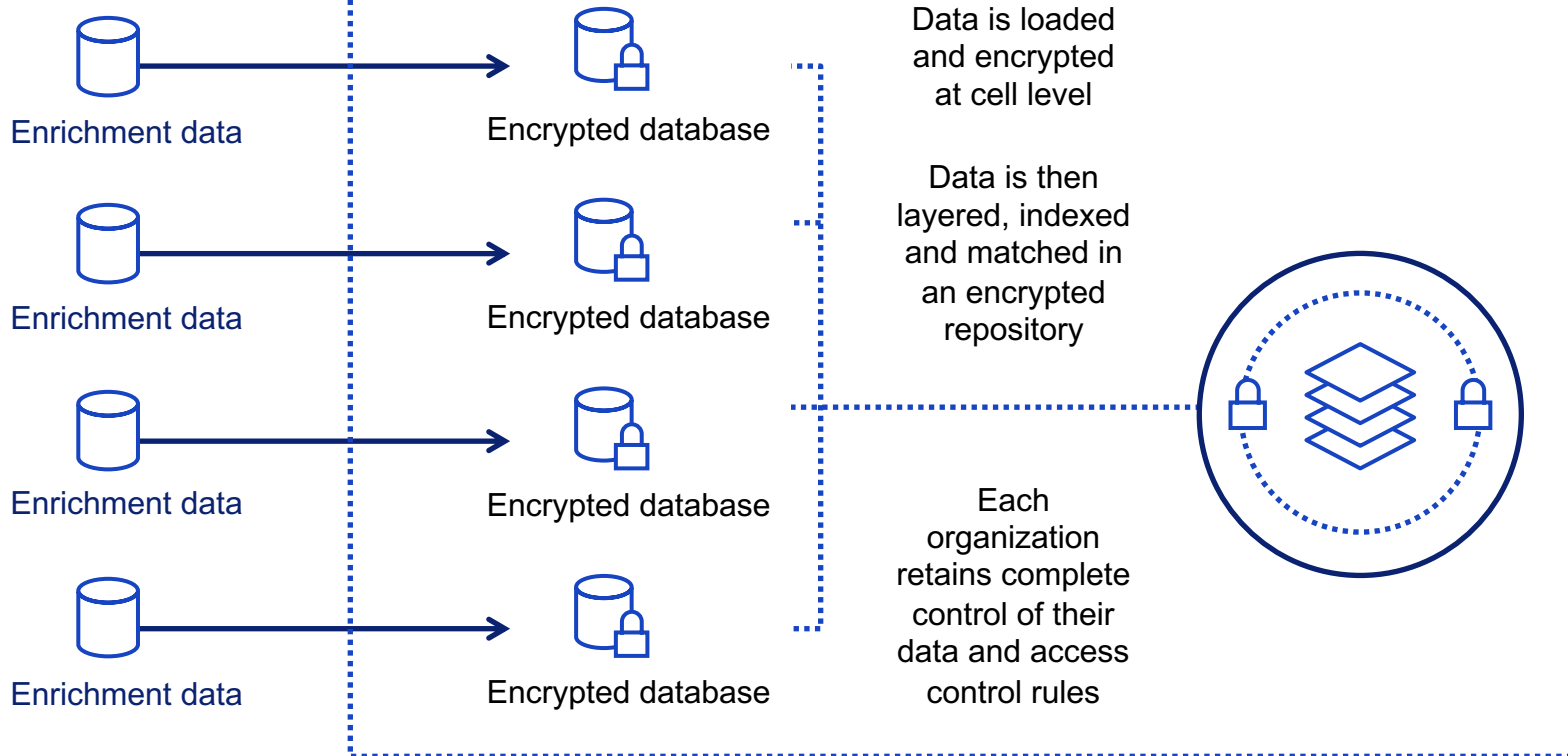 Data is loaded
and encrypted
at cell level
Enrichment data
Encrypted database
Data is then
layered, indexed
and matched in
an encrypted
repository
Enrichment data
Encrypted database
Enrichment data
Encrypted database
Each
organization
retains complete
control of their
data and access
control rules
Enrichment data
Encrypted database